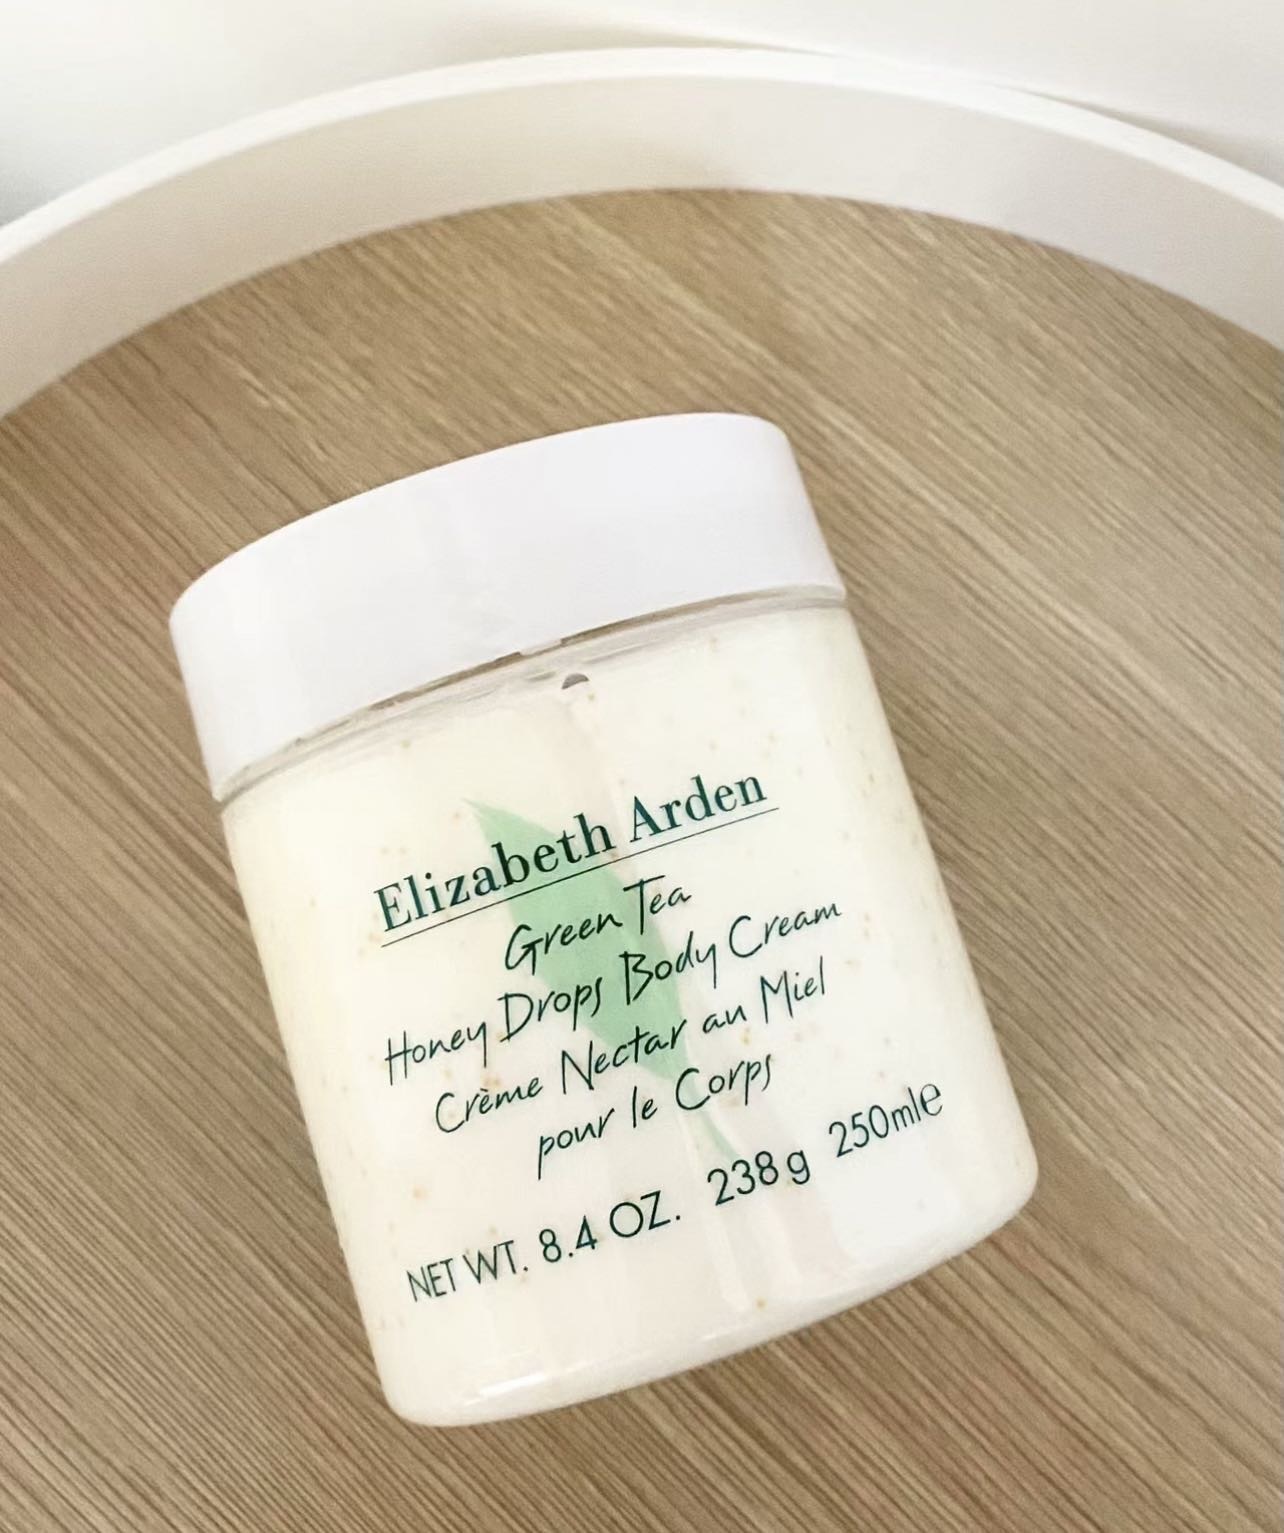 Elizabeth Arden
Green Tea
Honey Drops Body Cream
Crème Nectar au Miel
pour le Corps
NET WT. 8.4 OZ. 238 g 250ml℮